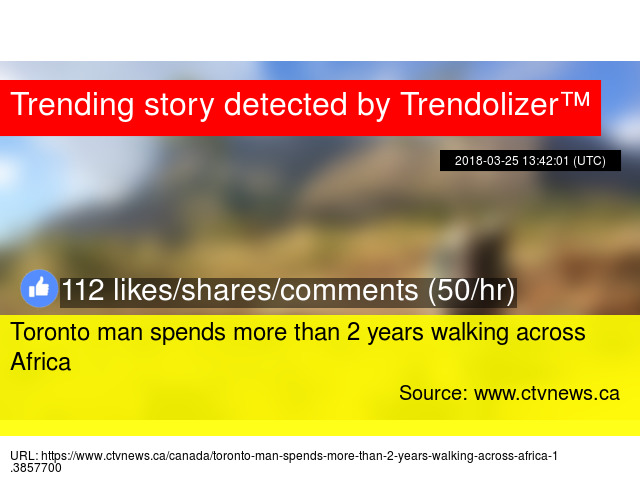 Trending story detected by Trendolizer™
2018-03-25 13:42:01 (UTC)
112 likes/shares/comments (50/hr)
Toronto man spends more than 2 years walking across
Africa
Source: www.ctvnews.ca
URL: https://www.ctvnews.ca/canada/toronto-man-spends-more-than-2-years-walking-across-africa-1
.3857700